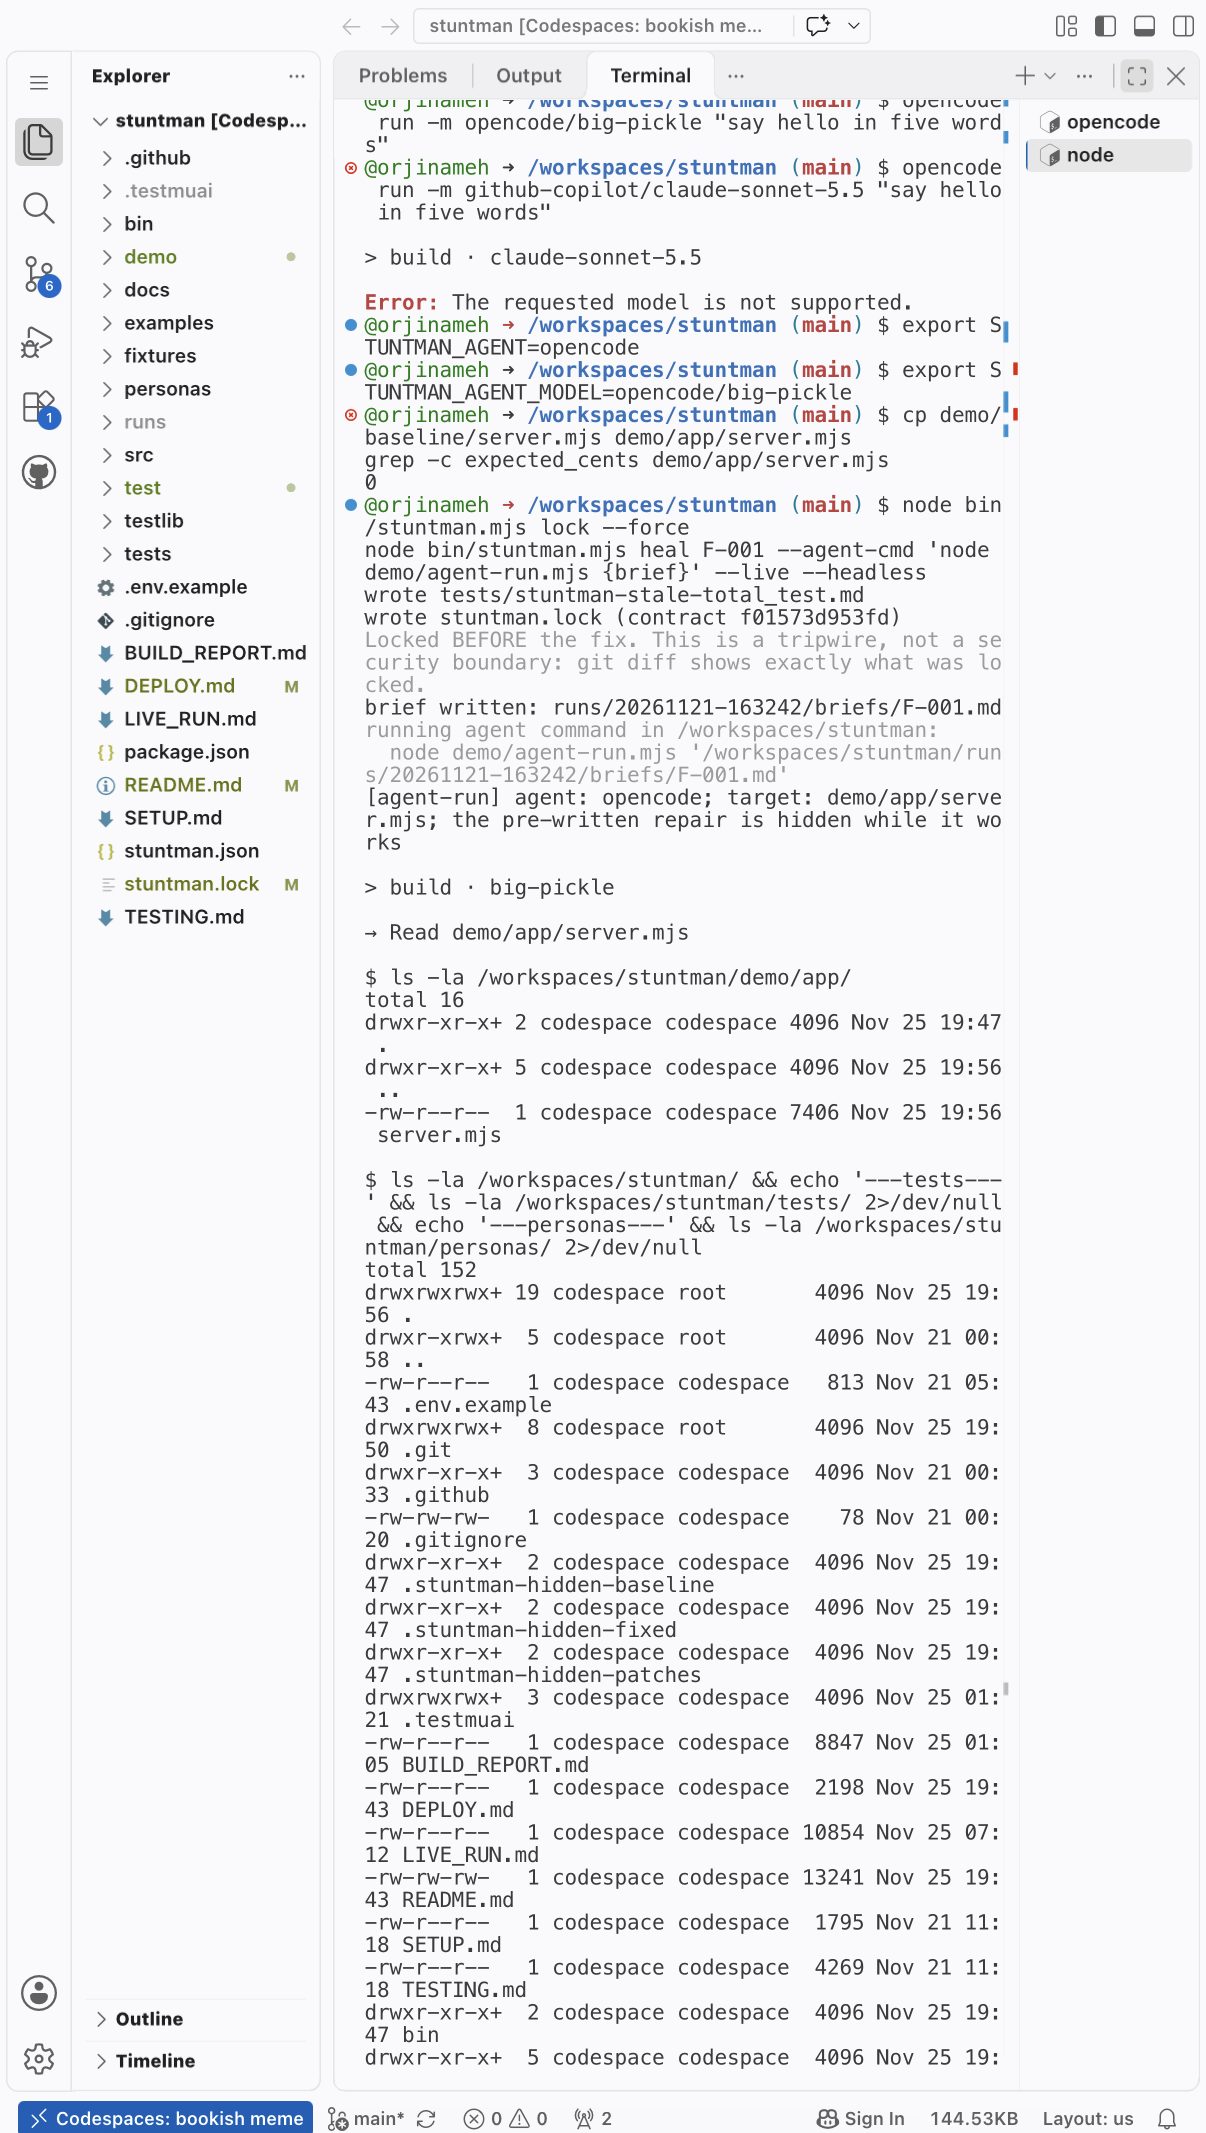 stuntman [Codespaces: bookish me...
Explorer
stuntman [Codesp...
.github
.testmuai
bin
demo
docs
examples
fixtures
personas
runs
src
test
testlib
tests
.env.example
.gitignore
BUILD_REPORT.md
DEPLOY.md M
LIVE_RUN.md
package.json
README.md M
SETUP.md
stuntman.json
stuntman.lock M
TESTING.md
6
1
Outline
Timeline
Problems
Output
Terminal
opencode
node
@orjinameh → /workspaces/stuntman (main) $ opencode
run -m opencode/big-pickle "say hello in five word
s"
@orjinameh → /workspaces/stuntman (main) $ opencode
run -m github-copilot/claude-sonnet-5.5 "say hello
in five words"
> build · claude-sonnet-5.5
Error: The requested model is not supported.
@orjinameh → /workspaces/stuntman (main) $ export S
TUNTMAN_AGENT=opencode
@orjinameh → /workspaces/stuntman (main) $ export S
TUNTMAN_AGENT_MODEL=opencode/big-pickle
@orjinameh → /workspaces/stuntman (main) $ cp demo/
baseline/server.mjs demo/app/server.mjs
grep -c expected_cents demo/app/server.mjs
0
@orjinameh → /workspaces/stuntman (main) $ node bin
/stuntman.mjs lock --force
node bin/stuntman.mjs heal F-001 --agent-cmd 'node
demo/agent-run.mjs {brief}' --live --headless
wrote tests/stuntman-stale-total_test.md
wrote stuntman.lock (contract f01573d953fd)
Locked BEFORE the fix. This is a tripwire, not a se
curity boundary: git diff shows exactly what was lo
cked.
brief written: runs/20261121-163242/briefs/F-001.md
running agent command in /workspaces/stuntman:
node demo/agent-run.mjs '/workspaces/stuntman/run
s/20261121-163242/briefs/F-001.md'
[agent-run] agent: opencode; target: demo/app/serve
r.mjs; the pre-written repair is hidden while it wo
rks
> build · big-pickle
→ Read demo/app/server.mjs
$ ls -la /workspaces/stuntman/demo/app/
total 16
drwxr-xr-x+ 2 codespace codespace 4096 Nov 25 19:47
.
drwxr-xr-x+ 5 codespace codespace 4096 Nov 25 19:56
..
-rw-r--r-- 1 codespace codespace 7406 Nov 25 19:56
server.mjs
$ ls -la /workspaces/stuntman/ && echo '---tests---
' && ls -la /workspaces/stuntman/tests/ 2>/dev/null
&& echo '---personas---' && ls -la /workspaces/stu
ntman/personas/ 2>/dev/null
total 152
drwxrwxrwx+ 19 codespace root 4096 Nov 25 19:
56 .
drwxr-xrwx+ 5 codespace root 4096 Nov 21 00:
58 ..
-rw-r--r-- 1 codespace codespace 813 Nov 21 05:
43 .env.example
drwxrwxrwx+ 8 codespace root 4096 Nov 25 19:
50 .git
drwxr-xr-x+ 3 codespace codespace 4096 Nov 21 00:
33 .github
-rw-rw-rw- 1 codespace codespace 78 Nov 21 00:
20 .gitignore
drwxr-xr-x+ 2 codespace codespace 4096 Nov 25 19:
47 .stuntman-hidden-baseline
drwxr-xr-x+ 2 codespace codespace 4096 Nov 25 19:
47 .stuntman-hidden-fixed
drwxr-xr-x+ 2 codespace codespace 4096 Nov 25 19:
47 .stuntman-hidden-patches
drwxrwxrwx+ 3 codespace codespace 4096 Nov 25 01:
21 .testmuai
-rw-r--r-- 1 codespace codespace 8847 Nov 25 01:
05 BUILD_REPORT.md
-rw-r--r-- 1 codespace codespace 2198 Nov 25 19:
43 DEPLOY.md
-rw-r--r-- 1 codespace codespace 10854 Nov 25 07:
12 LIVE_RUN.md
-rw-rw-rw- 1 codespace codespace 13241 Nov 25 19:
43 README.md
-rw-r--r-- 1 codespace codespace 1795 Nov 21 11:
18 SETUP.md
-rw-r--r-- 1 codespace codespace 4269 Nov 21 11:
18 TESTING.md
drwxr-xr-x+ 2 codespace codespace 4096 Nov 25 19:
47 bin
drwxr-xr-x+ 5 codespace codespace 4096 Nov 25 19:
Codespaces: bookish meme main* 0 0 2 Sign In 144.53KB Layout: us